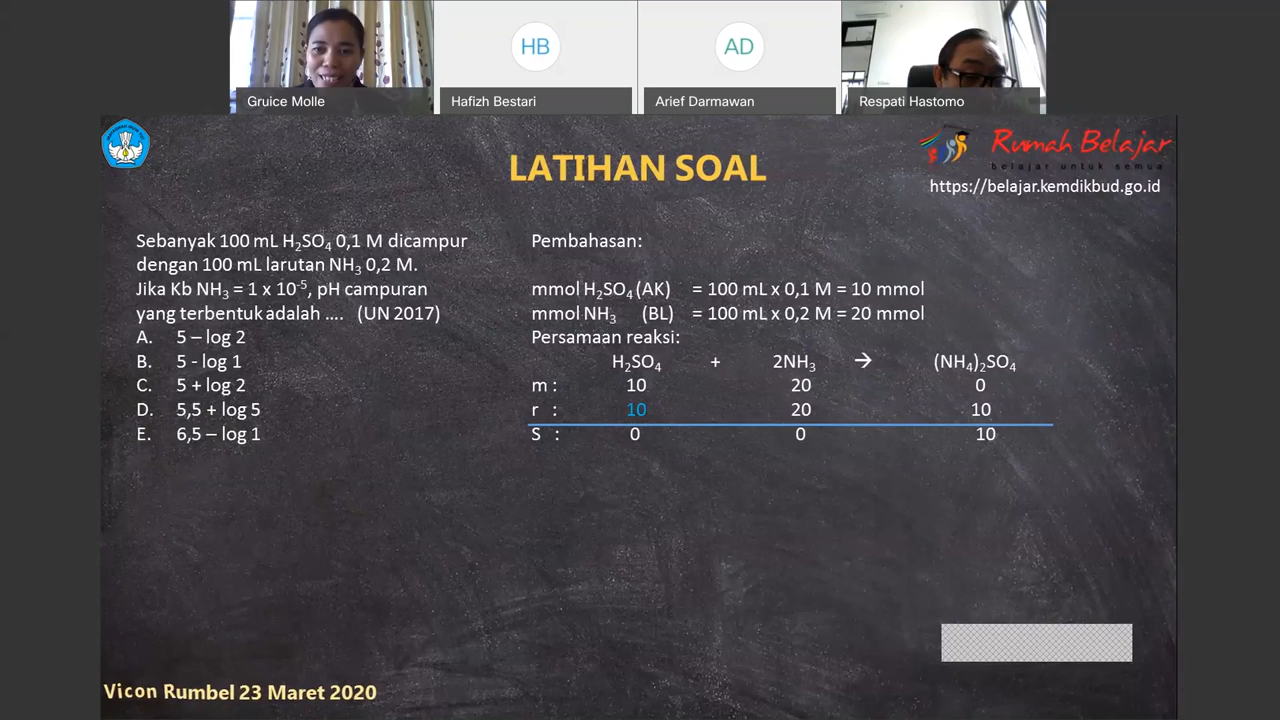 HB
AD
Gruice Molle
Hafizh Bestari
Arief Darmawan
Respati Hastomo
LATIHAN SOAL
Rumah Belajar
belajar untuk semua
https://belajar.kemdikbud.go.id
Sebanyak 100 mL H₂SO₄ 0,1 M dicampur
dengan 100 mL larutan NH₃ 0,2 M.
Jika Kb NH₃ = 1 x 10⁻⁵, pH campuran
yang terbentuk adalah .... (UN 2017)
A. 5 – log 2
B. 5 - log 1
C. 5 + log 2
D. 5,5 + log 5
E. 6,5 – log 1
Pembahasan:
mmol H₂SO₄ (AK) = 100 mL x 0,1 M = 10 mmol
mmol NH₃ (BL) = 100 mL x 0,2 M = 20 mmol
Persamaan reaksi:
H₂SO₄ + 2NH₃ → (NH₄)₂SO₄
m : 10 20 0
r : 10 20 10
S : 0 0 10
Vicon Rumbel 23 Maret 2020